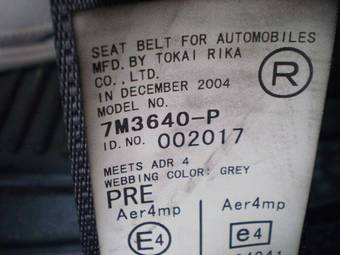 SEAT BELT FOR AUTOMOBILES
MFD. BY TOKAI RIKA
CO., LTD.
R
IN DECEMBER 2004
MODEL NO.
7M3640-P
ID. NO. 002017
MEETS ADR 4
WEBBING COLOR: GREY
PRE
Aer4mp Aer4mp
E4 e4